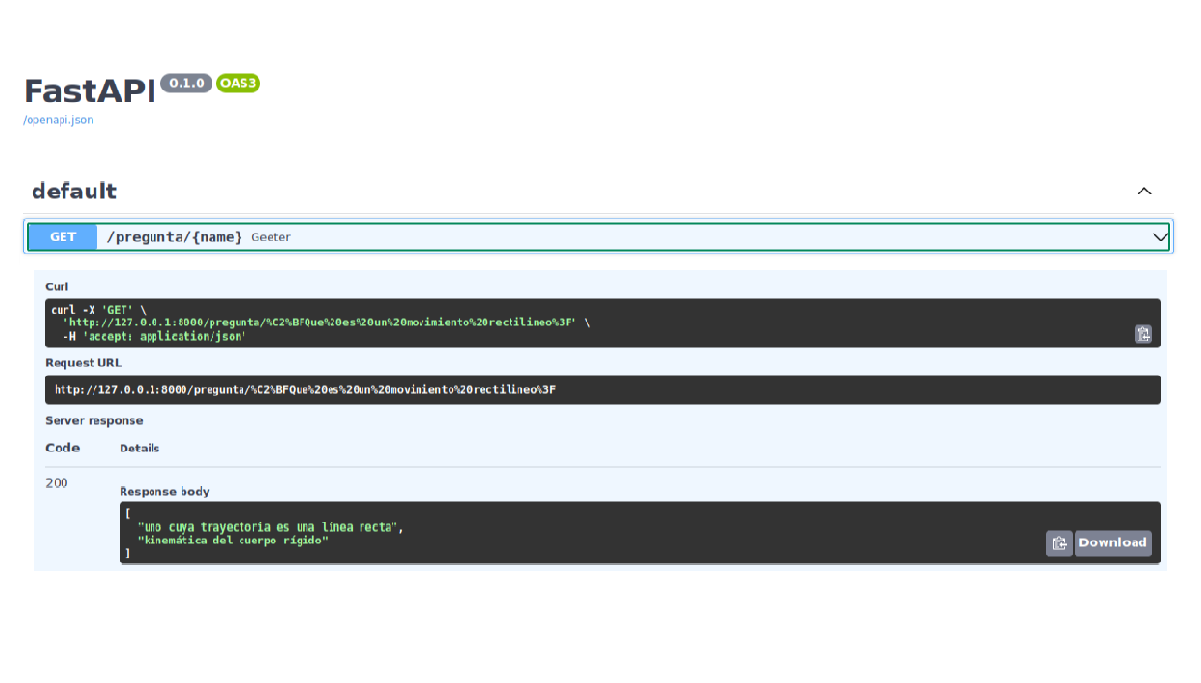 FastAPI 0.1.0 OAS3
/openapi.json
default
GET /pregunta/{name} Geeter
Curl
curl -X 'GET' \
'http://127.0.0.1:8000/pregunta/%C2%BFQue%20es%20un%20movimiento%20rectilineo%3F' \
-H 'accept: application/json'
Request URL
http://127.0.0.1:8000/pregunta/%C2%BFQue%20es%20un%20movimiento%20rectilineo%3F
Server response
Code Details
200
Response body
[
"uno cuya trayectoria es una línea recta",
"kinemática del cuerpo rígido"
]
Download